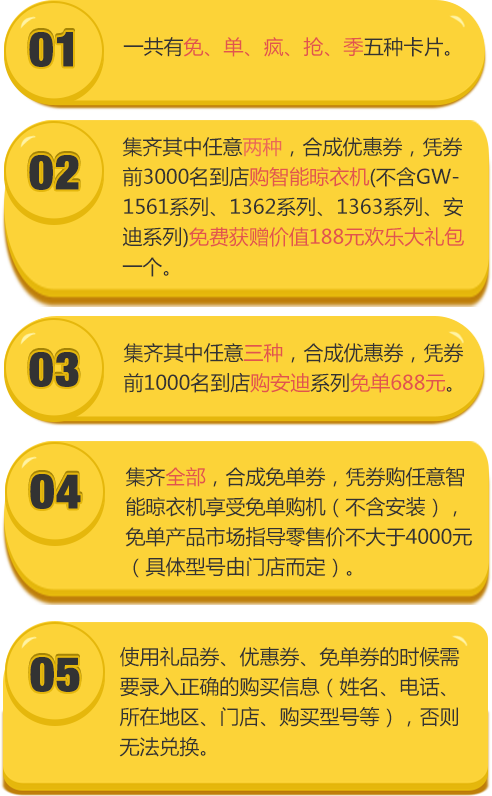 01
一共有免、单、疯、抢、季五种卡片。
02
集齐其中任意两种，合成优惠券，凭券
前3000名到店购智能晾衣机(不含GW-
1561系列、1362系列、1363系列、安
迪系列)免费获赠价值188元欢乐大礼包
一个。
03
集齐其中任意三种，合成优惠券，凭券
前1000名到店购安迪系列免单688元。
04
集齐全部，合成免单券，凭券购任意智
能晾衣机享受免单购机（不含安装），
免单产品市场指导零售价不大于4000元
（具体型号由门店而定）。
05
使用礼品券、优惠券、免单券的时候需
要录入正确的购买信息（姓名、电话、
所在地区、门店、购买型号等），否则
无法兑换。